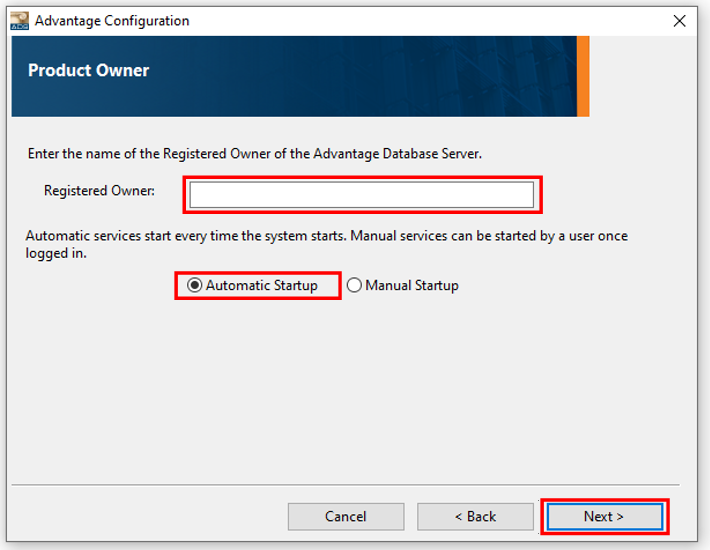 Advantage Configuration
Product Owner
Enter the name of the Registered Owner of the Advantage Database Server.
Registered Owner:
Automatic services start every time the system starts. Manual services can be started by a user once
logged in.
Automatic Startup Manual Startup
Cancel < Back Next >